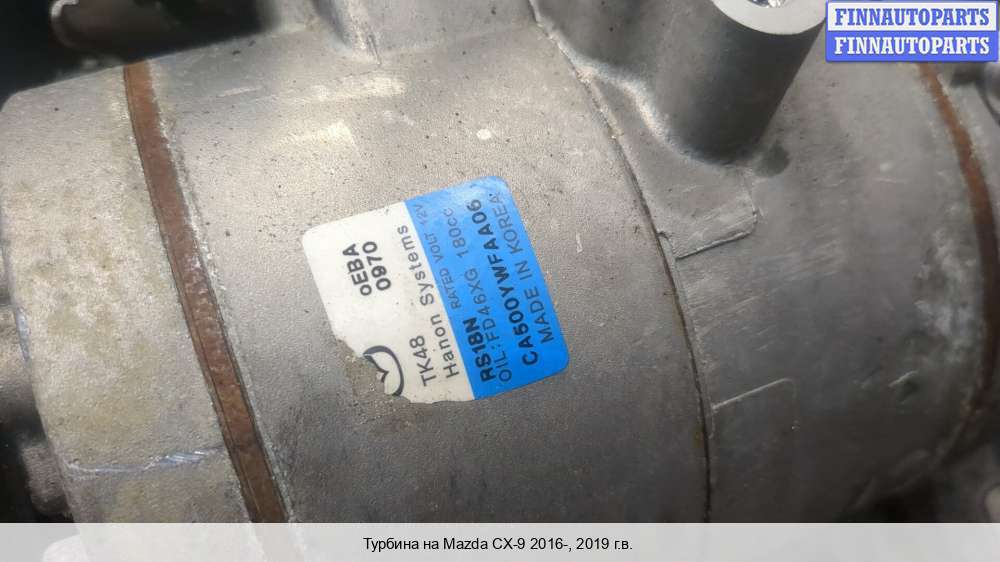 FINNAUTOPARTS
FINNAUTOPARTS
0EBA
0970
TK48
Hanon Systems
RATED VOLT 12V
RS18N 180cc
OIL:FD46XG
CA500YWFAA06
MADE IN KOREA
Турбина на Mazda CX-9 2016-, 2019 г.в.